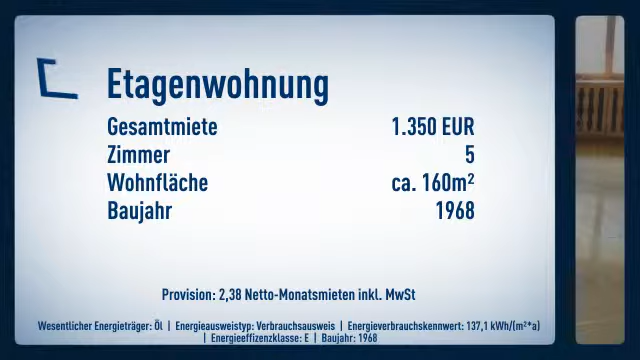 Etagenwohnung
Gesamtmiete 1.350 EUR
Zimmer 5
Wohnfläche ca. 160m²
Baujahr 1968
Provision: 2,38 Netto-Monatsmieten inkl. MwSt
Wesentlicher Energieträger: Öl | Energieausweistyp: Verbrauchsausweis | Energieverbrauchskennwert: 137,1 kWh/(m²*a)
| Energieeffizenzklasse: E | Baujahr: 1968